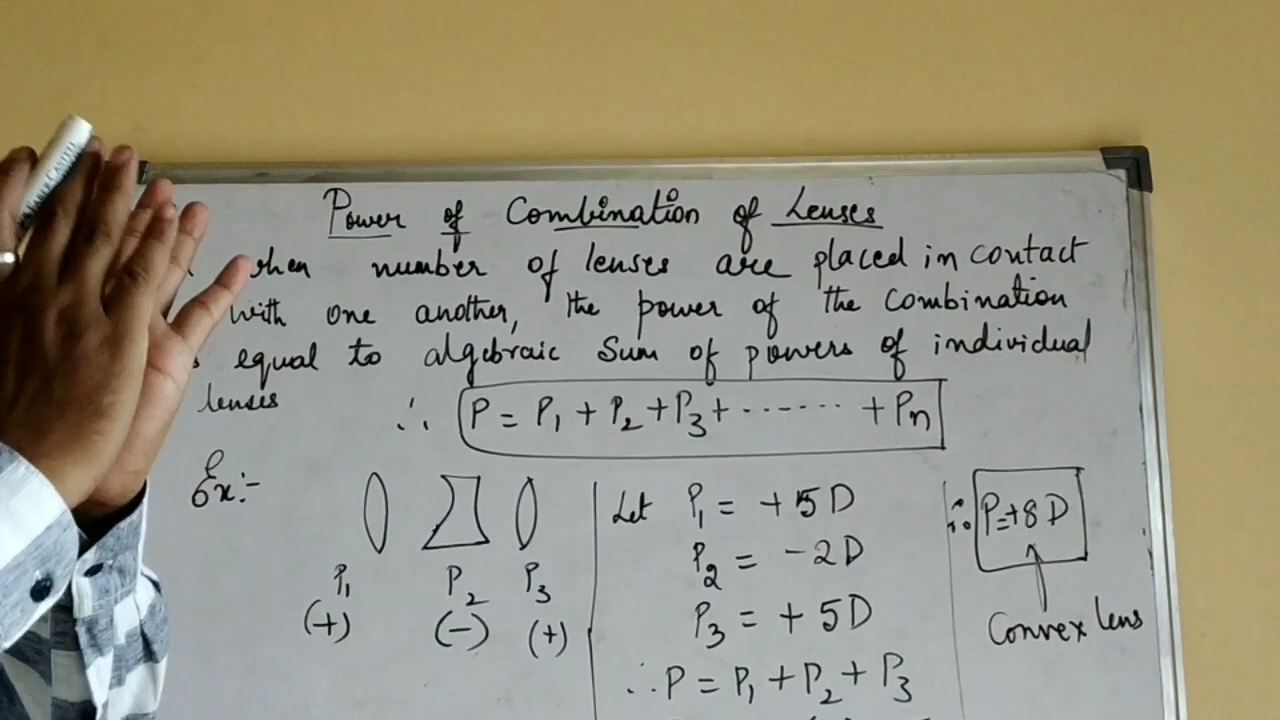 Power of Combination of Lenses
when number of lenses are placed in contact
with one another, the power of the combination
equal to algebraic sum of powers of individual
lenses ∴ P = P₁ + P₂ + P₃ + ------ + Pn
Ex:-
P₁ P₂ P₃
(+) (-) (+)
Let P₁ = +5D
P₂ = -2D
P₃ = +5D
∴ P = P₁ + P₂ + P₃
∴ P=+8D
Convex lens